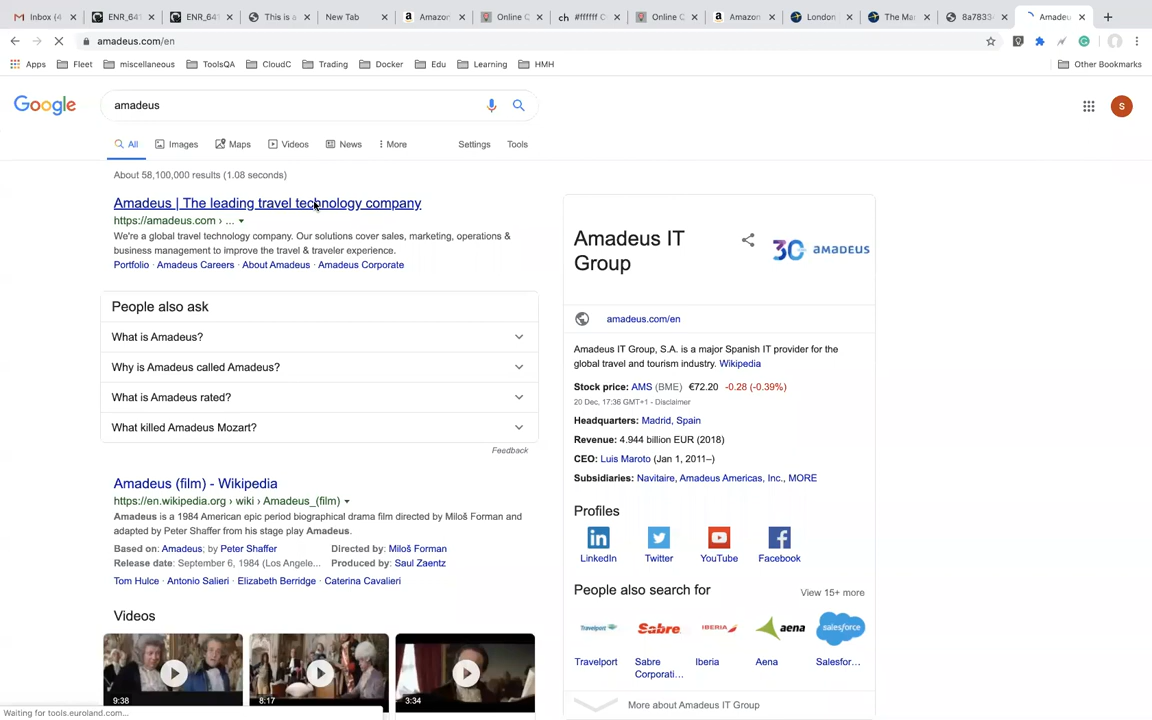 Inbox (4
ENR_641
ENR_641
This is a
New Tab
Amazon
Online C
#ffffff C
Online C
Amazon
London
The Mar
8a7833
Amadeu
amadeus.com/en
Apps
Fleet
miscellaneous
ToolsQA
CloudC
Trading
Docker
Edu
Learning
HMH
Other Bookmarks
Google
amadeus
S
All
Images
Maps
Videos
News
More
Settings
Tools
About 58,100,000 results (1.08 seconds)
Amadeus | The leading travel technology company
https://amadeus.com › ...
We're a global travel technology company. Our solutions cover sales, marketing, operations &
business management to improve the travel & traveler experience.
Portfolio · Amadeus Careers · About Amadeus · Amadeus Corporate
People also ask
What is Amadeus?
Why is Amadeus called Amadeus?
What is Amadeus rated?
What killed Amadeus Mozart?
Feedback
Amadeus (film) - Wikipedia
https://en.wikipedia.org › wiki › Amadeus_(film)
Amadeus is a 1984 American epic period biographical drama film directed by Miloš Forman and
adapted by Peter Shaffer from his stage play Amadeus.
Based on: Amadeus; by Peter Shaffer
Directed by: Miloš Forman
Release date: September 6, 1984 (Los Angele...
Produced by: Saul Zaentz
Tom Hulce · Antonio Salieri · Elizabeth Berridge · Caterina Cavalieri
Videos
9:38
8:17
3:34
Amadeus IT
Group
30 amadeus
amadeus.com/en
Amadeus IT Group, S.A. is a major Spanish IT provider for the
global travel and tourism industry. Wikipedia
Stock price: AMS (BME) €72.20 -0.28 (-0.39%)
20 Dec, 17:36 GMT+1 - Disclaimer
Headquarters: Madrid, Spain
Revenue: 4.944 billion EUR (2018)
CEO: Luis Maroto (Jan 1, 2011–)
Subsidiaries: Navitaire, Amadeus Americas, Inc., MORE
Profiles
LinkedIn
Twitter
YouTube
Facebook
People also search for
View 15+ more
Travelport
Sabre
IBERIA
aena
salesforce
Travelport
Sabre
Corporati...
Iberia
Aena
Salesfor...
More about Amadeus IT Group
Waiting for tools.euroland.com...